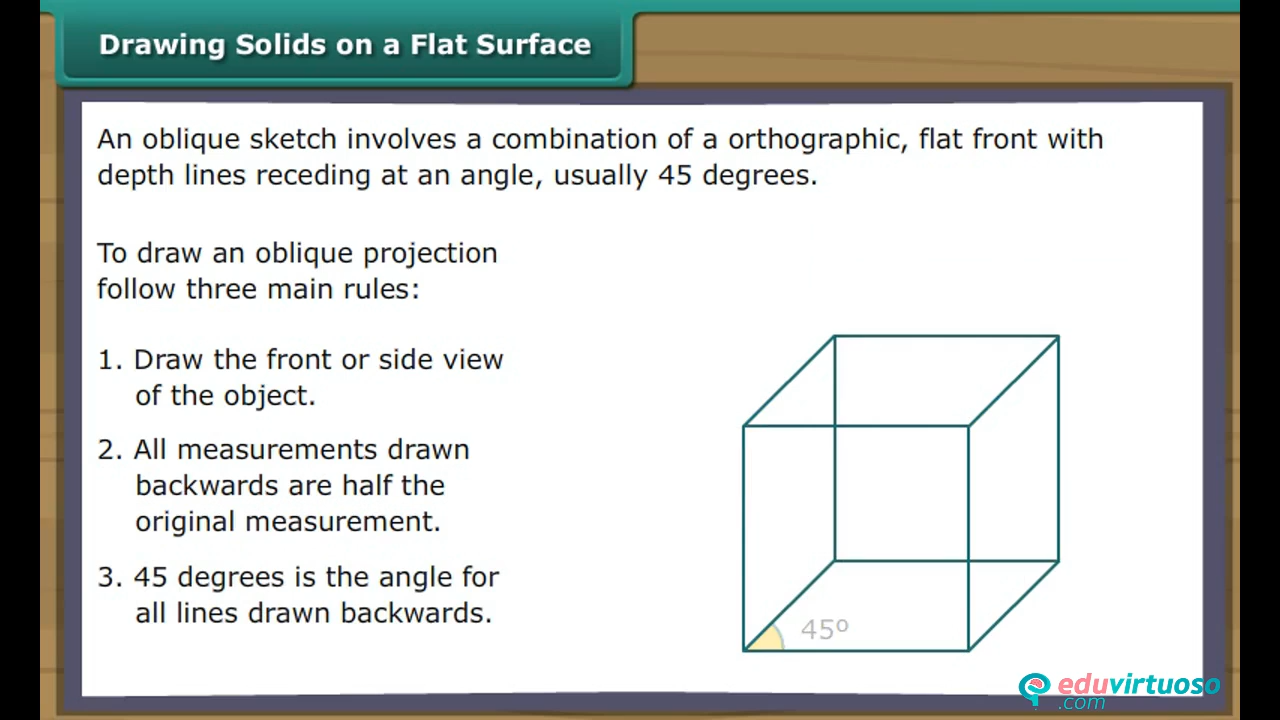 Drawing Solids on a Flat Surface
An oblique sketch involves a combination of a orthographic, flat front with
depth lines receding at an angle, usually 45 degrees.
To draw an oblique projection
follow three main rules:
1. Draw the front or side view
of the object.
2. All measurements drawn
backwards are half the
original measurement.
3. 45 degrees is the angle for
all lines drawn backwards.
45º
eduvirtuoso
.com